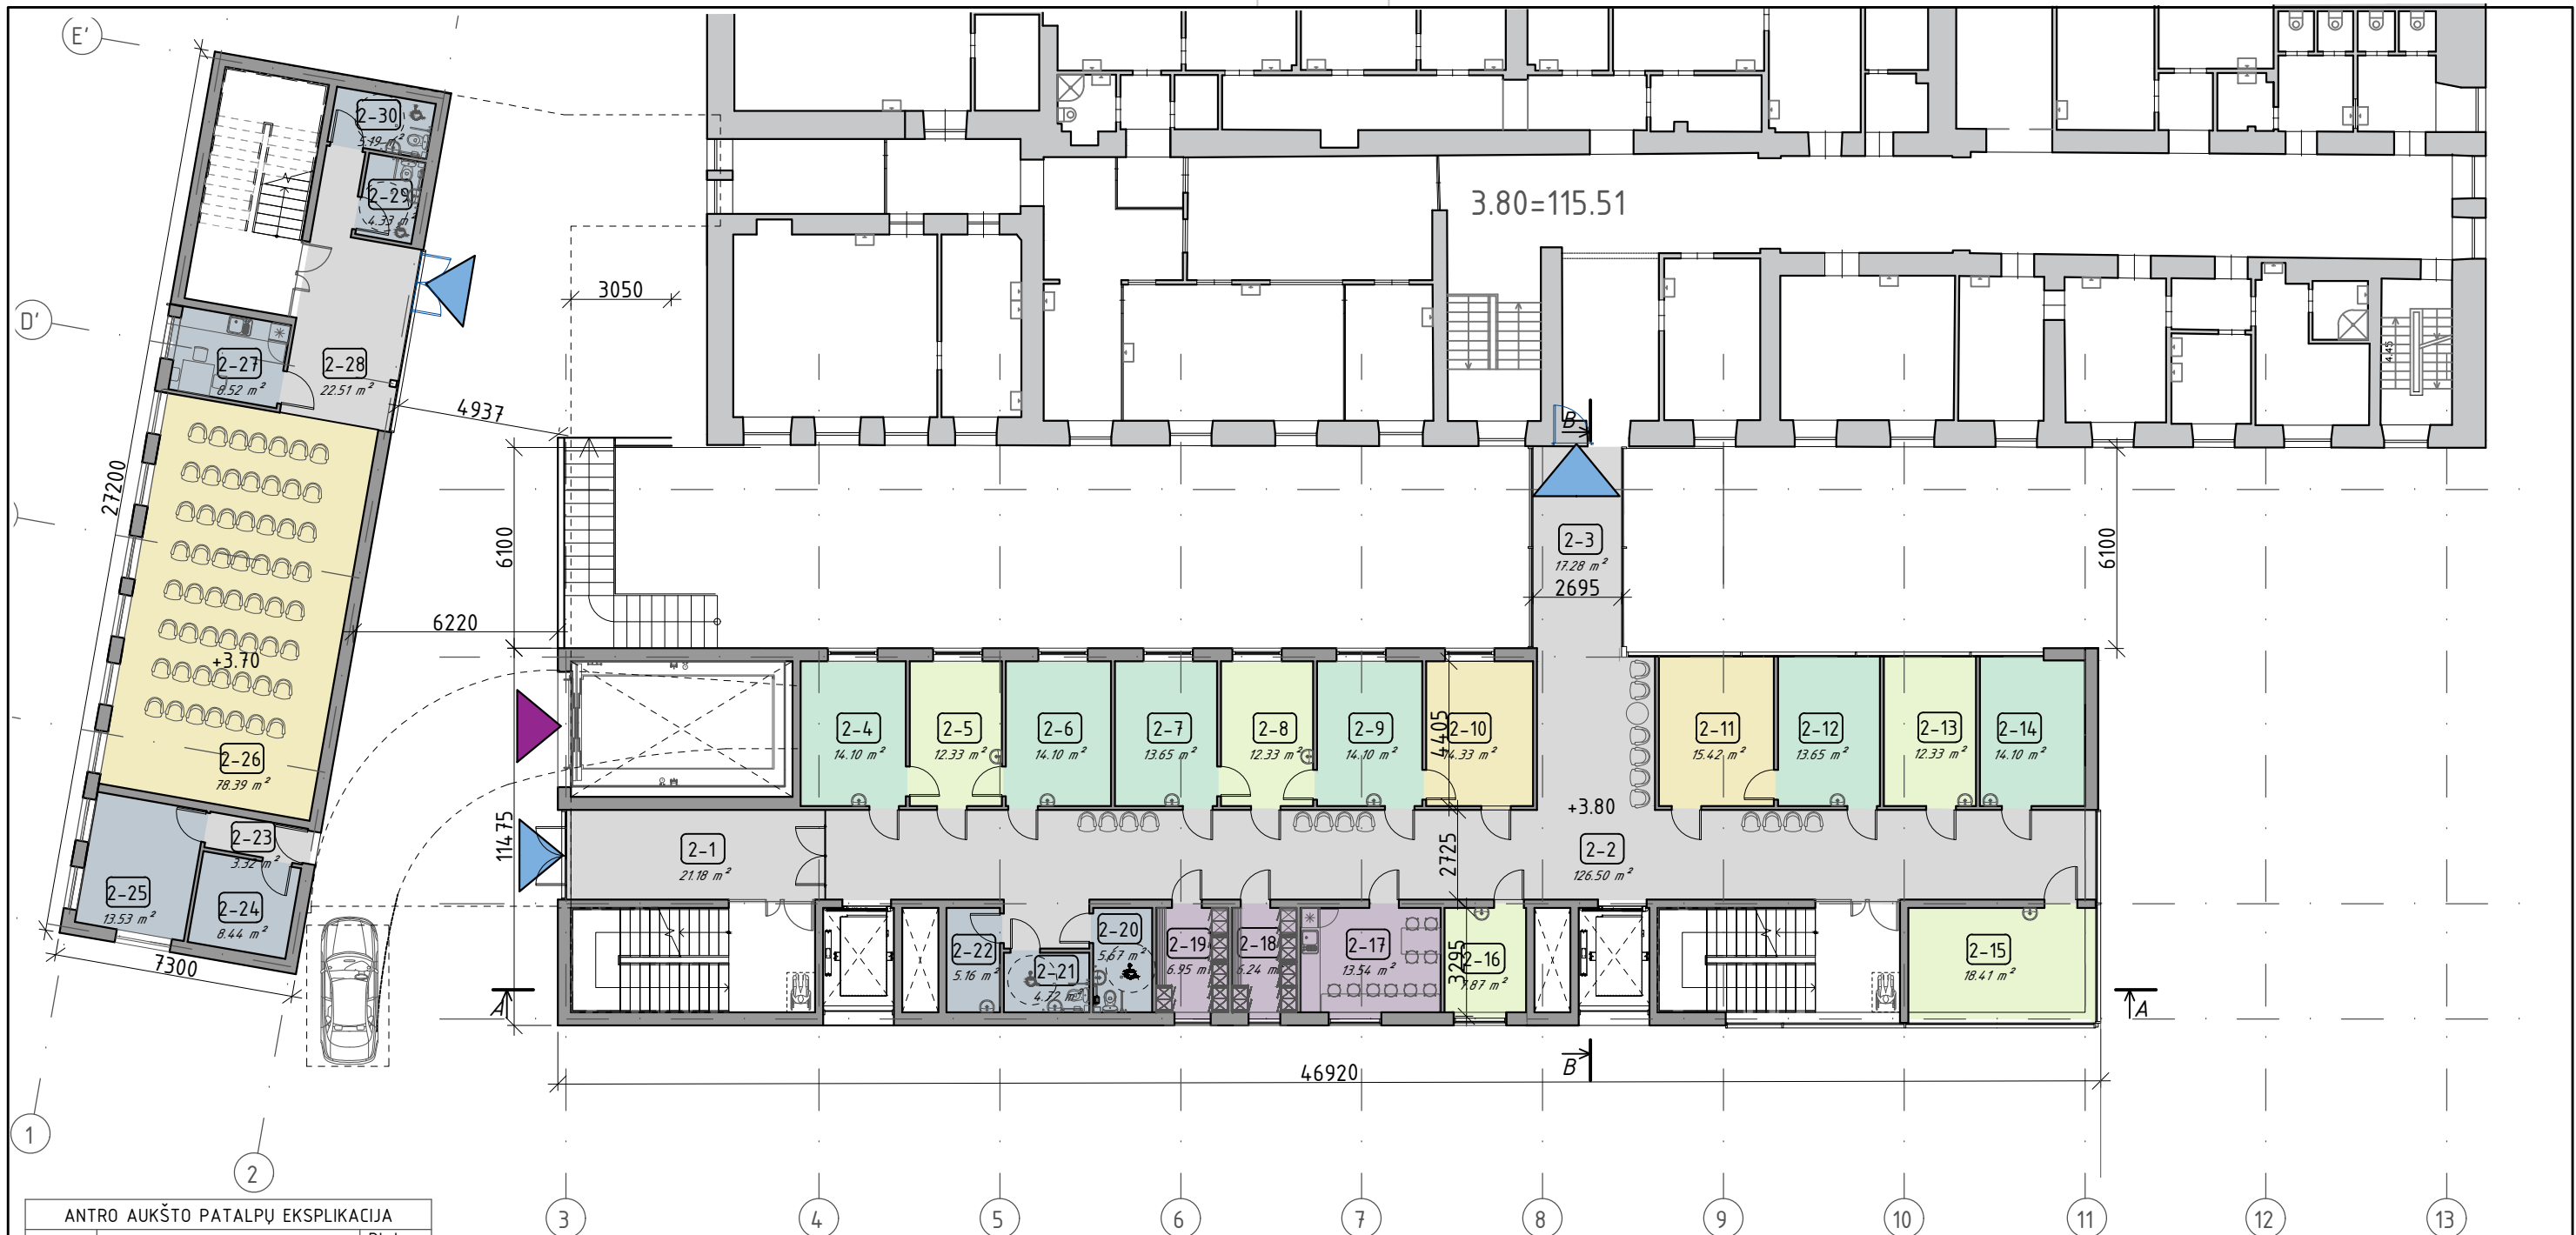 E'
2-30
5.19 m²
2-29
4.33 m²
3.80=115.51
3050
D'
2-27
8.52 m²
2-28
22.51 m²
4.45
4937
B
27200
6100
2-3
17.28 m²
2695
6100
6220
+3.70
2-26
78.39 m²
2-4
14.10 m²
2-5
12.33 m²
2-6
14.10 m²
2-7
13.65 m²
2-8
12.33 m²
2-9
14.10 m²
4405
2-10
14.33 m²
2-11
15.42 m²
2-12
13.65 m²
2-13
12.33 m²
2-14
14.10 m²
+3.80
2-23
3.32 m²
11475
2-1
21.18 m²
2725
2-2
126.50 m²
2-25
13.53 m²
2-24
8.44 m²
2-22
5.16 m²
2-21
4.72 m²
2-20
5.67 m²
2-19
6.95 m
2-18
6.24 m
2-17
13.54 m²
3295
2-16
7.87 m²
2-15
18.41 m²
7300
A
A
B
46920
1
2
3
4
5
6
7
8
9
10
11
12
13
ANTRO AUKŠTO PATALPŲ EKSPLIKACIJA